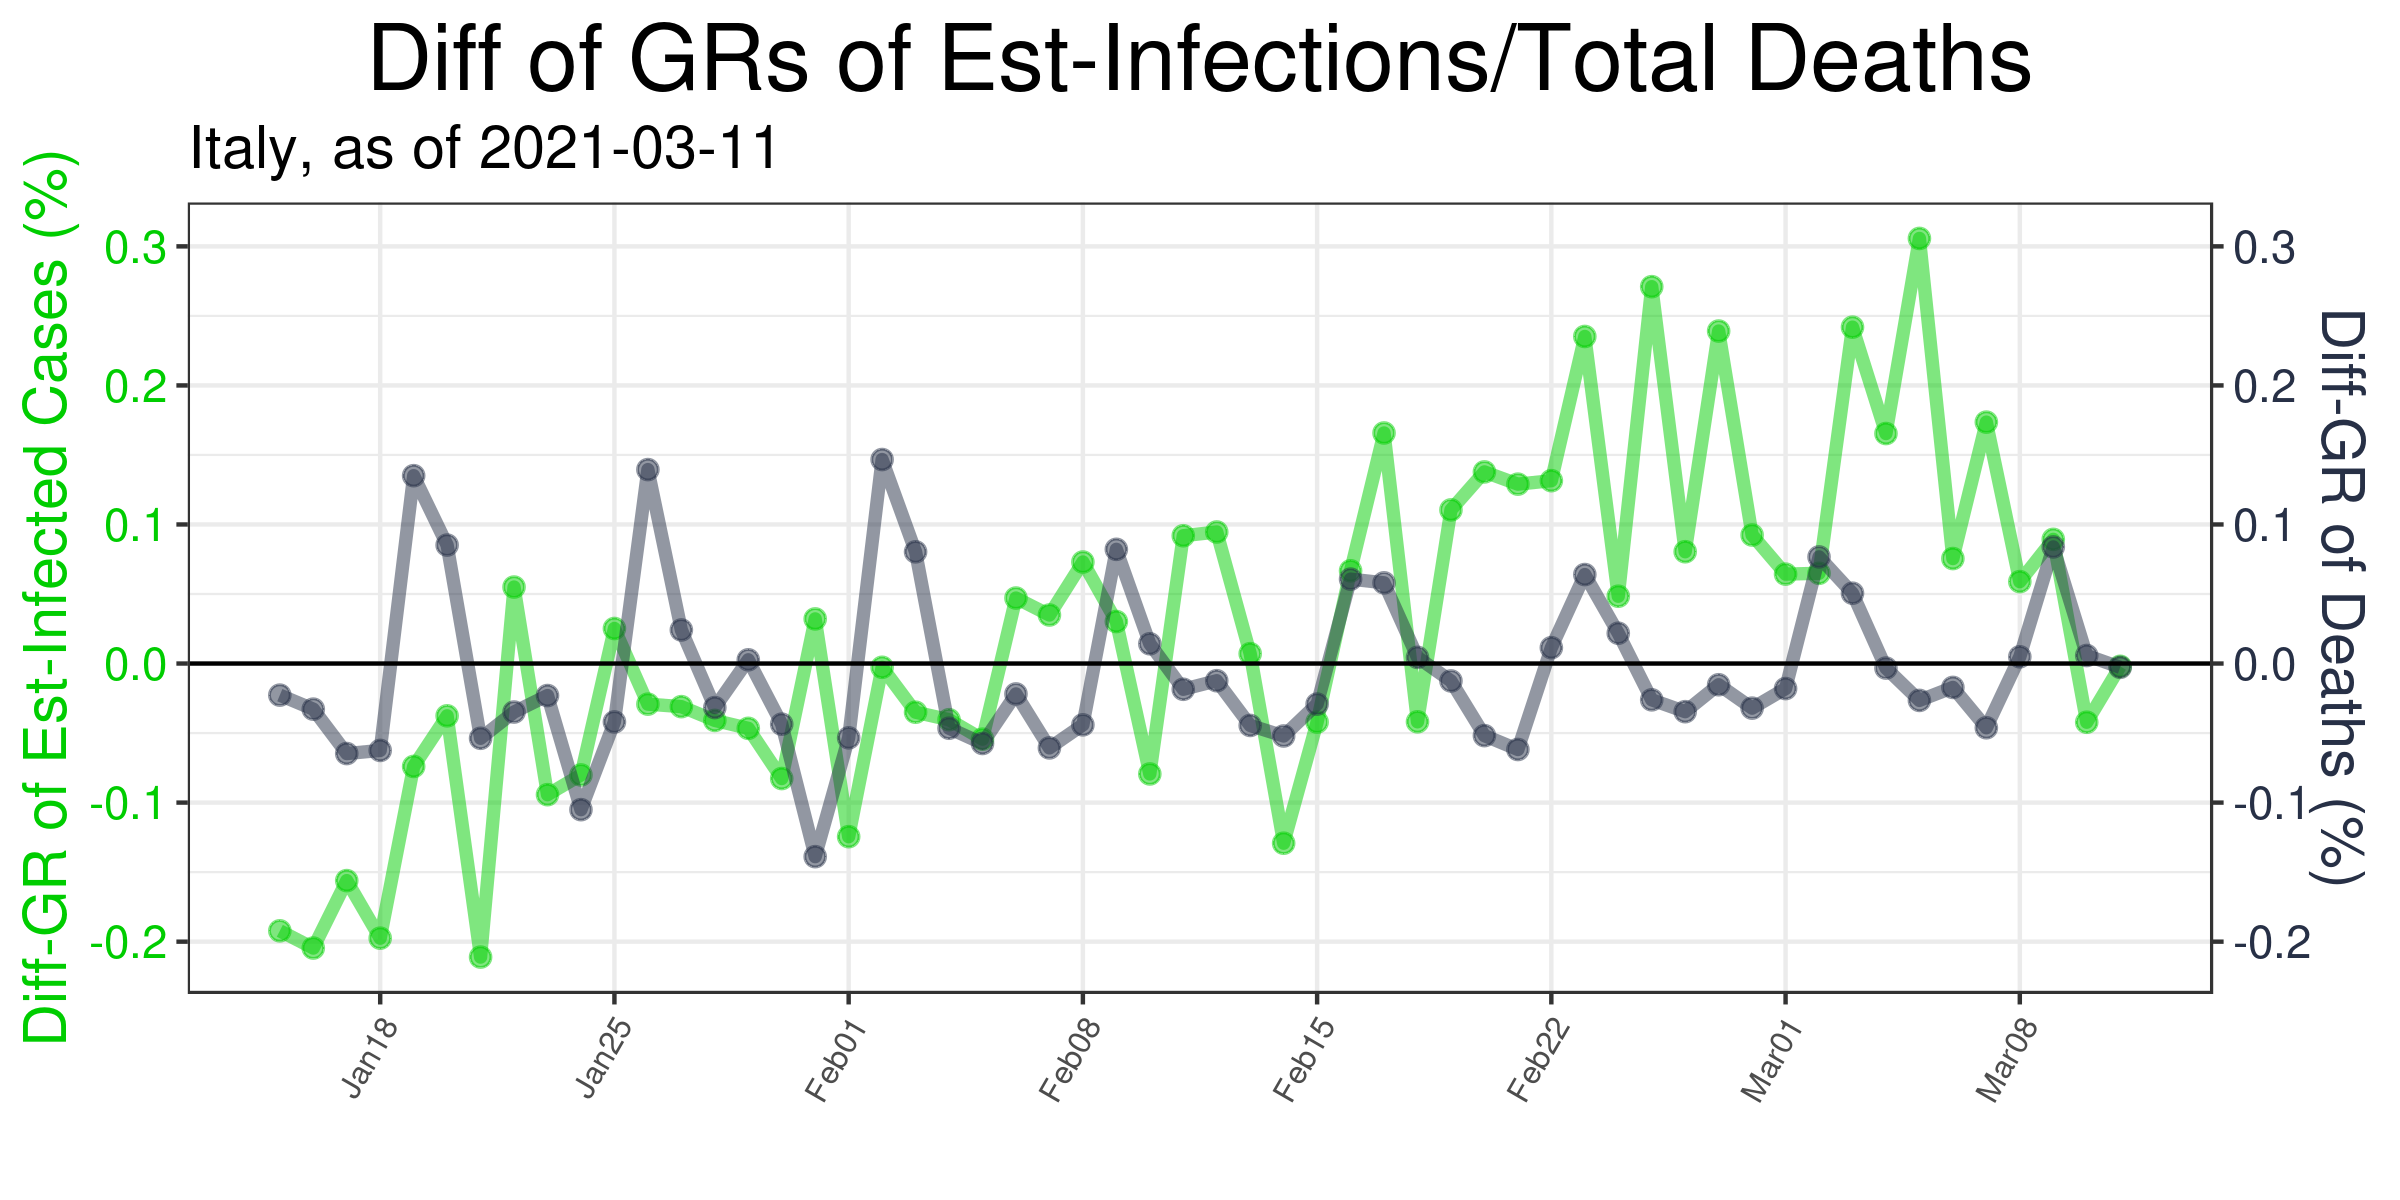 Diff of GRs of Est-Infections/Total Deaths
Italy, as of 2021-03-11
Diff-GR of Est-Infected Cases (%)
0.3
0.2
0.1
0.0
-0.1
-0.2
0.3
0.2
0.1
0.0
-0.1
-0.2
Diff-GR of Deaths (%)
Jan18
Jan25
Feb01
Feb08
Feb15
Feb22
Mar01
Mar08